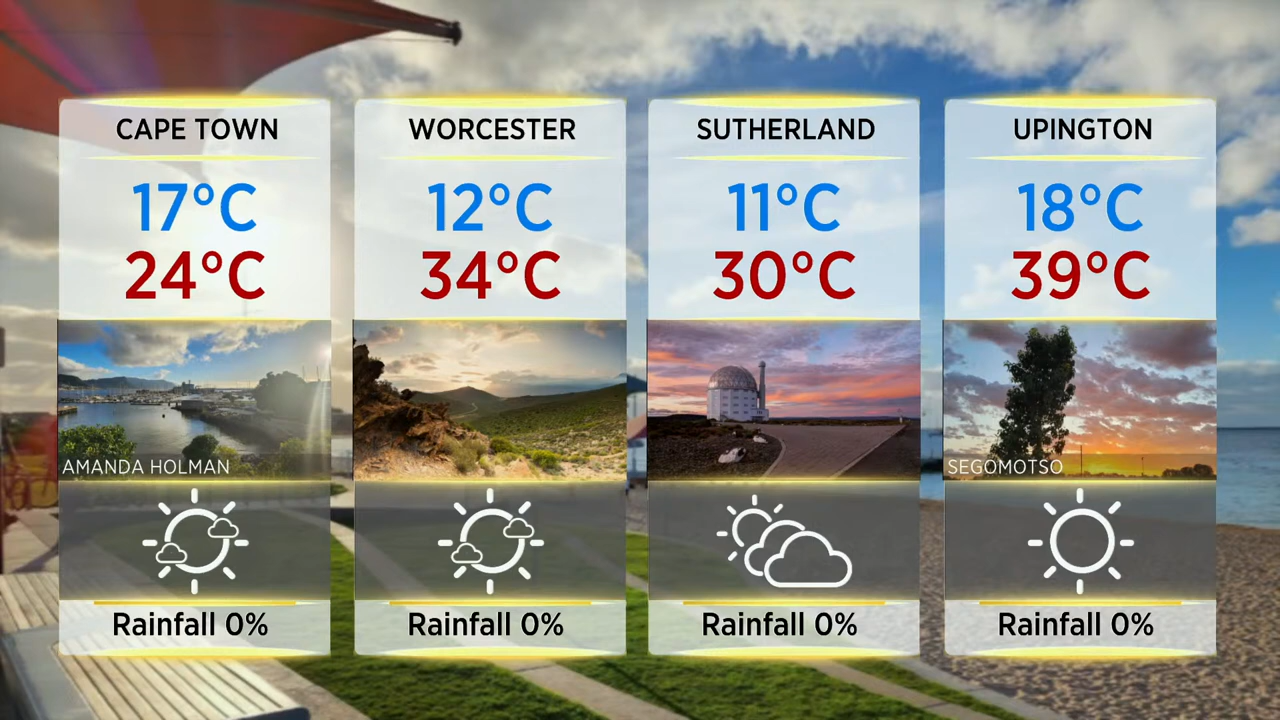 CAPE TOWN
17°C
24°C
AMANDA HOLMAN
Rainfall 0%
WORCESTER
12°C
34°C
Rainfall 0%
SUTHERLAND
11°C
30°C
Rainfall 0%
UPINGTON
18°C
39°C
SEGOMOTSO
Rainfall 0%